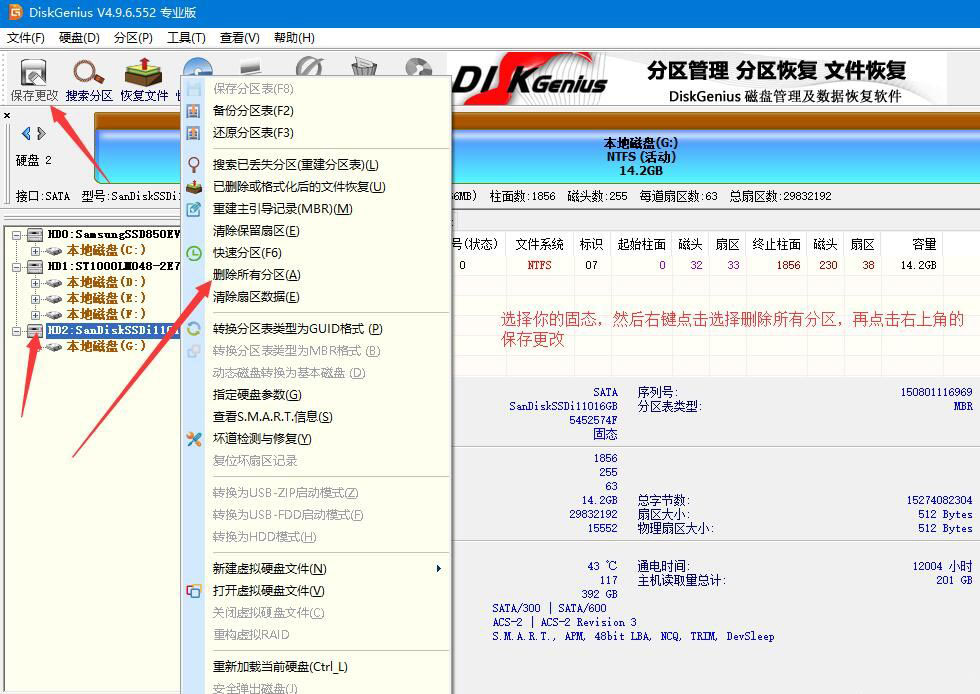 DiskGenius V4.9.6.552 专业版
文件(F) 硬盘(D) 分区(P) 工具(T) 查看(V) 帮助(H)
保存更改 搜索分区 恢复文件
DISKGenius
分区管理 分区恢复 文件恢复
DiskGenius 磁盘管理及数据恢复软件
硬盘 2
本地磁盘(G:)
NTFS (活动)
14.2GB
接口:SATA 型号:SanDiskSSDi
柱面数:1856 磁头数:255 每道扇区数:63 总扇区数:29832192
HD0:SamsungSSD850EV
本地磁盘(C:)
HD1:ST1000LM048-2E7
本地磁盘(D:)
本地磁盘(E:)
本地磁盘(F:)
HD2:SanDiskSSDi110
本地磁盘(G:)
保存分区表(F8)
备份分区表(F2)
还原分区表(F3)
搜索已丢失分区(重建分区表)(L)
已删除或格式化后的文件恢复(U)
重建主引导记录(MBR)(M)
清除保留扇区(E)
快速分区(F6)
删除所有分区(A)
清除扇区数据(E)
转换分区表类型为GUID格式 (P)
转换分区表类型为MBR格式 (B)
动态磁盘转换为基本磁盘 (D)
指定硬盘参数(G)
查看S.M.A.R.T.信息(S)
坏道检测与修复(Y)
复位坏扇区记录
转换为USB-ZIP启动模式(Z)
转换为USB-FDD启动模式(F)
转换为HDD模式(H)
新建虚拟硬盘文件(N)
打开虚拟硬盘文件(V)
关闭虚拟硬盘文件(C)
重构虚拟RAID
重新加载当前硬盘(Ctrl_L)
安全弹出磁盘(J)
号(状态) 文件系统 标识 起始柱面 磁头 扇区 终止柱面 磁头 扇区 容量
0 NTFS 07 0 32 33 1856 230 38 14.2GB
选择你的固态，然后右键点击选择删除所有分区，再点击右上角的
保存更改
SATA 序列号: 150801116969
SanDiskSSDi11016GB 分区表类型: MBR
5452574F
固态
1856
255
63
14.2GB 总字节数: 15274082304
29832192 扇区大小: 512 Bytes
15552 物理扇区大小: 512 Bytes
43 ℃ 通电时间: 12004 小时
117 主机读取量总计: 201 GB
392 GB
SATA/300 | SATA/600
ACS-2 | ACS-2 Revision 3
S.M.A.R.T., APM, 48bit LBA, NCQ, TRIM, DevSleep